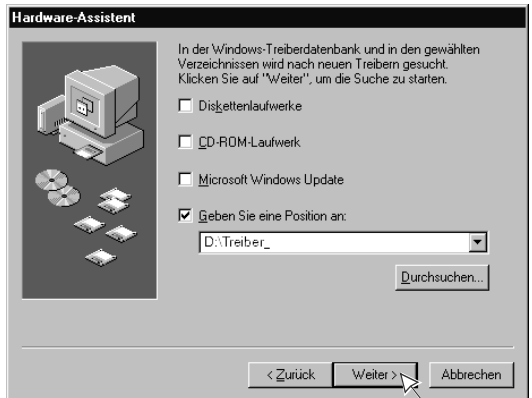 Hardware-Assistent
In der Windows-Treiberdatenbank und in den gewählten
Verzeichnissen wird nach neuen Treibern gesucht.
Klicken Sie auf "Weiter", um die Suche zu starten.
Diskettenlaufwerke
CD-ROM-Laufwerk
Microsoft Windows Update
Geben Sie eine Position an:
D:\Treiber_
Durchsuchen...
< Zurück
Weiter >
Abbrechen